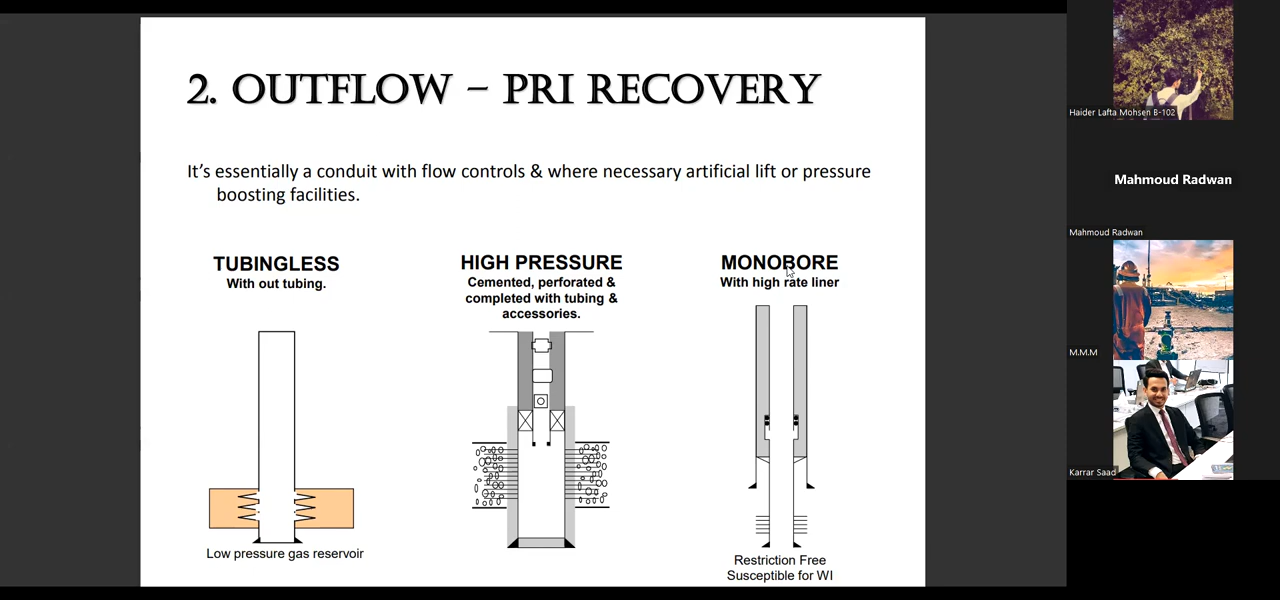 2. OUTFLOW – PRI RECOVERY
It's essentially a conduit with flow controls & where necessary artificial lift or pressure
boosting facilities.
TUBINGLESS
With out tubing.
Low pressure gas reservoir
HIGH PRESSURE
Cemented, perforated &
completed with tubing &
accessories.
MONOBORE
With high rate liner
Restriction Free
Susceptible for WI
Haider Lafta Mohsen B-102
Mahmoud Radwan
Mahmoud Radwan
M.M.M
Karrar Saad